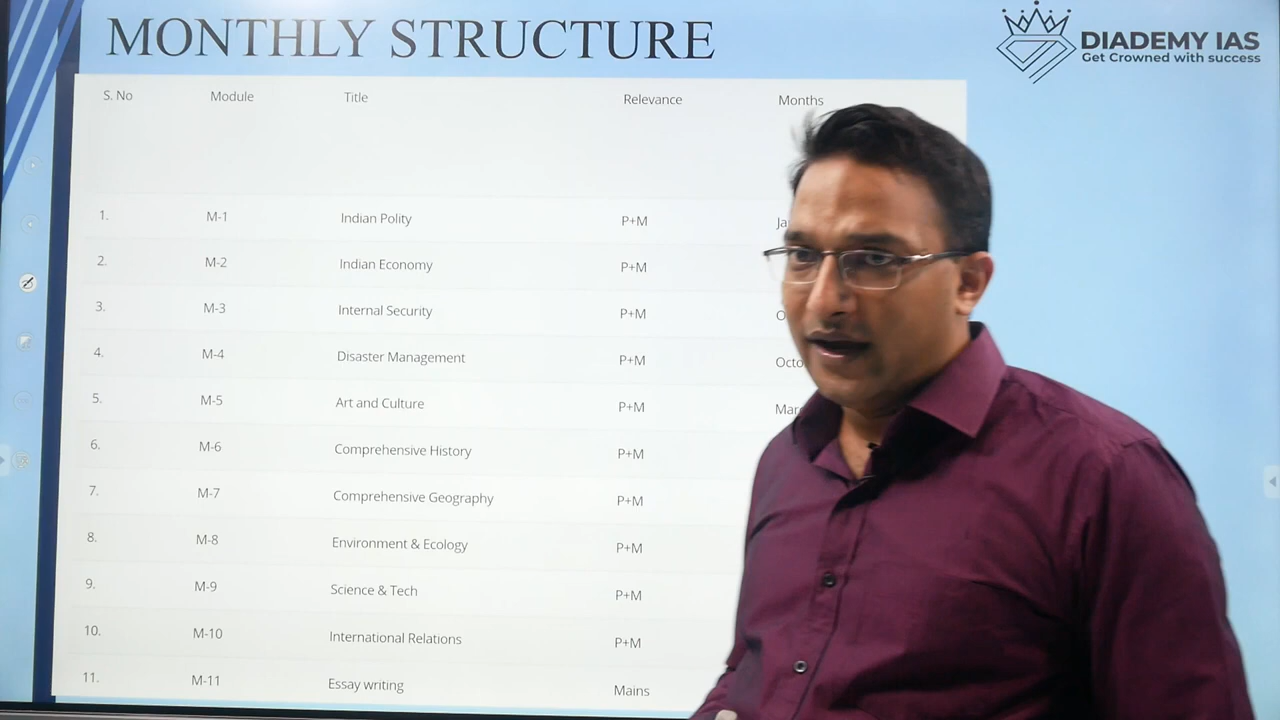 MONTHLY STRUCTURE
DIADEMY IAS
Get Crowned with success
S. No Module Title Relevance Months
1. M-1 Indian Polity P+M
2. M-2 Indian Economy P+M
3. M-3 Internal Security P+M
4. M-4 Disaster Management P+M
5. M-5 Art and Culture P+M
6. M-6 Comprehensive History P+M
7. M-7 Comprehensive Geography P+M
8. M-8 Environment & Ecology P+M
9. M-9 Science & Tech P+M
10. M-10 International Relations P+M
11. M-11 Essay writing Mains